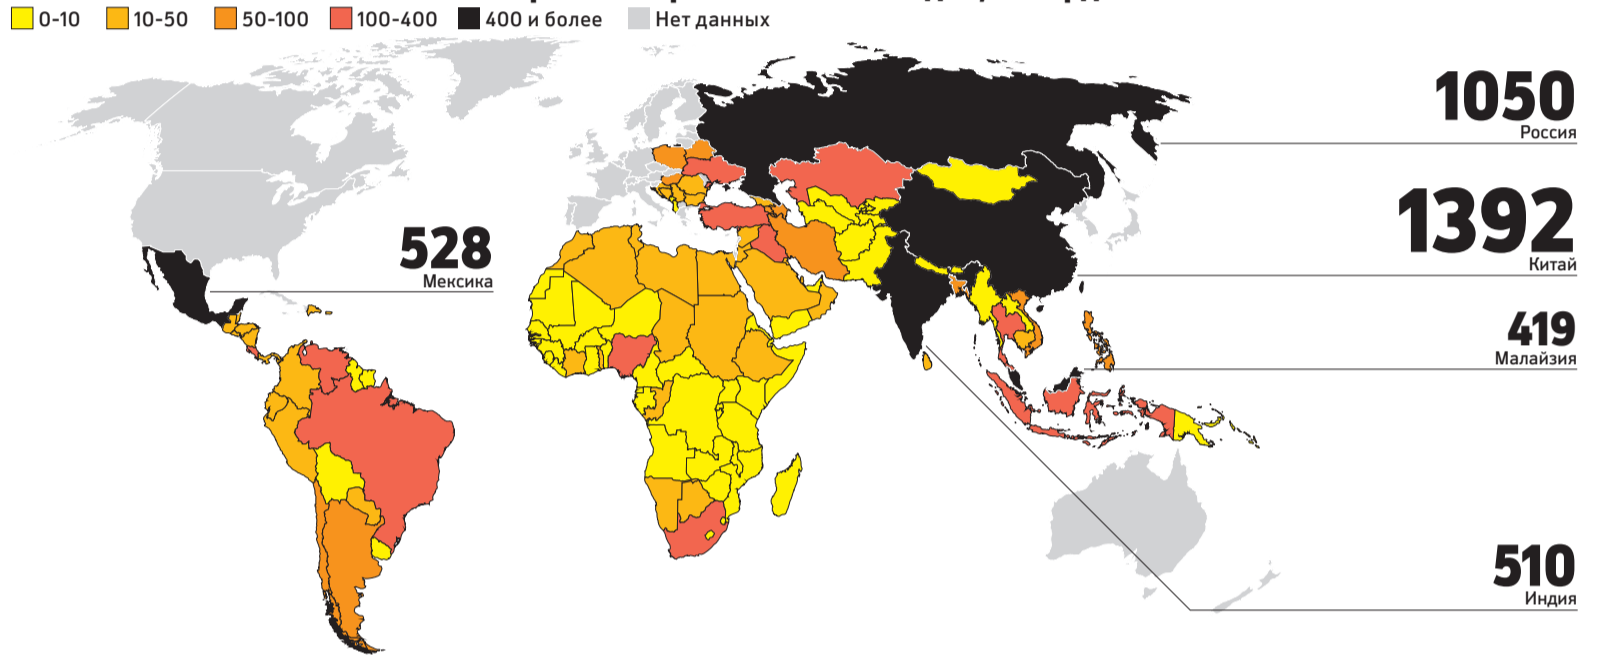 0-10 10-50 50-100 100-400 400 и более Нет данных
1050
Россия
1392
Китай
528
Мексика
419
Малайзия
510
Индия